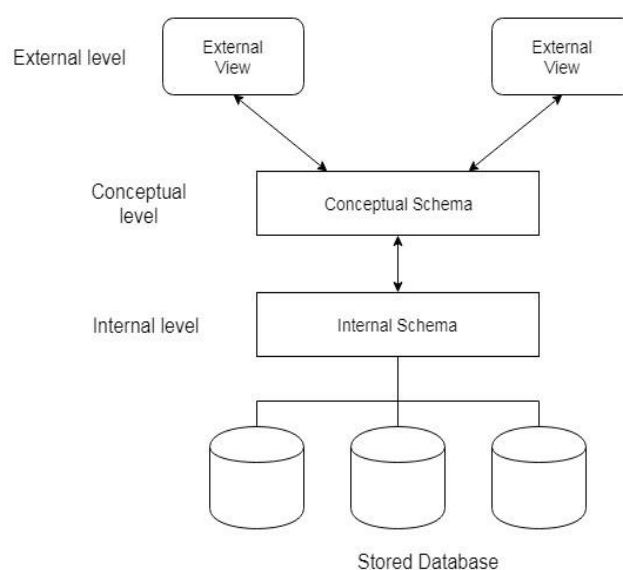 External level
External
View
External
View
Conceptual
level
Conceptual Schema
Internal level
Internal Schema
Stored Database